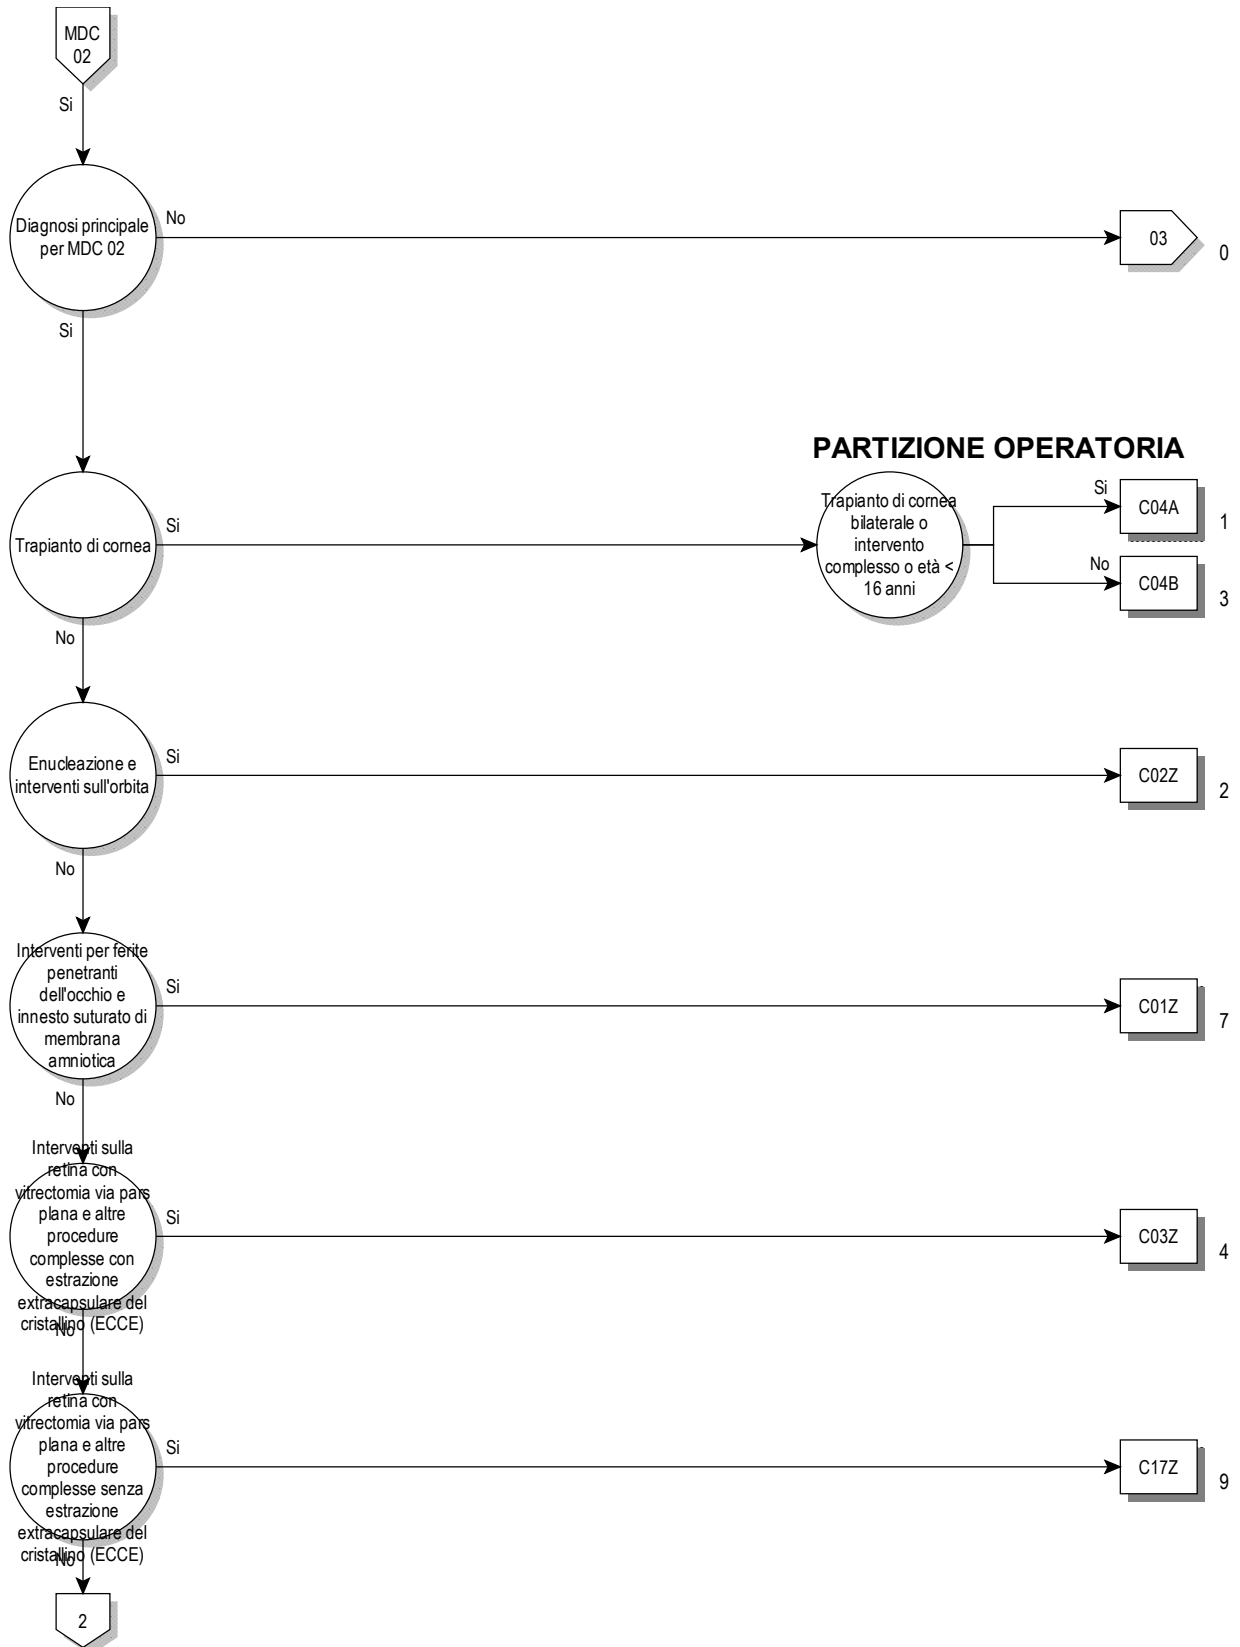 MDC
02
Si
Diagnosi principale
per MDC 02
No
03
0
Si
PARTIZIONE OPERATORIA
Trapianto di cornea
Si
Trapianto di cornea
bilaterale o
intervento
complesso o età <
16 anni
Si
C04A
1
No
C04B
3
No
Enucleazione e
interventi sull'orbita
Si
C02Z
2
No
Interventi per ferite
penetranti
dell'occhio e
innesto suturato di
membrana
amniotica
Si
C01Z
7
No
Interventi sulla
retina con
vitrectomia via pars
plana e altre
procedure
complesse con
estrazione
extracapsulare del
cristallino (ECCE)
Si
C03Z
4
No
Interventi sulla
retina con
vitrectomia via pars
plana e altre
procedure
complesse senza
estrazione
extracapsulare del
cristallino (ECCE)
Si
C17Z
9
No
2